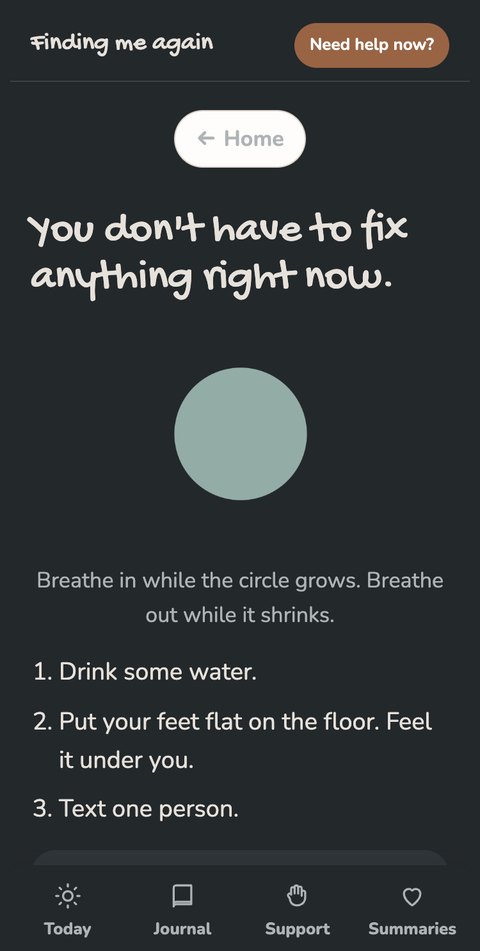 Finding me again
Need help now?
← Home
You don't have to fix
anything right now.
Breathe in while the circle grows. Breathe
out while it shrinks.
1. Drink some water.
2. Put your feet flat on the floor. Feel
it under you.
3. Text one person.
Today
Journal
Support
Summaries